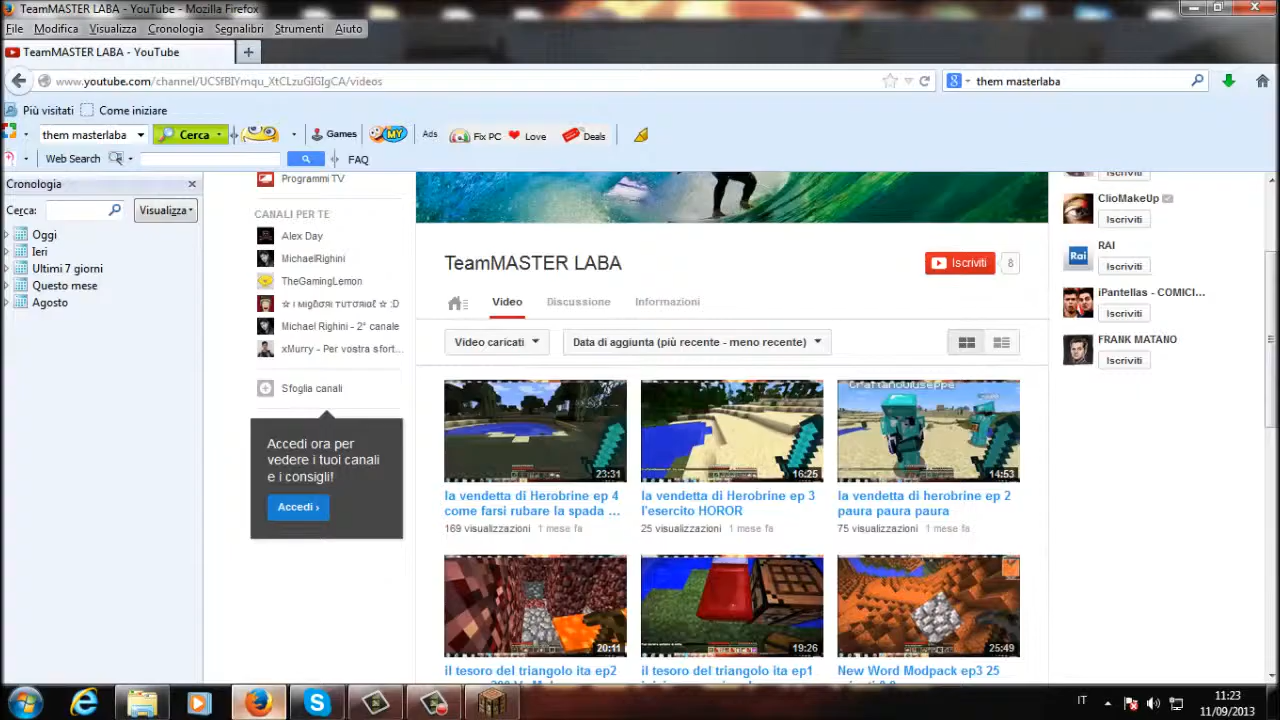 TeamMASTER LABA - YouTube - Mozilla Firefox
File Modifica Visualizza Cronologia Segnalibri Strumenti Aiuto
TeamMASTER LABA - YouTube
www.youtube.com/channel/UCSfBIYmqu_XtCLzuGIGIgCA/videos
them masterlaba
Più visitati Come iniziare
them masterlaba Cerca Games MY Ads Fix PC Love Deals
Web Search FAQ
Cronologia
Cerca: Visualizza
Oggi
Ieri
Ultimi 7 giorni
Questo mese
Agosto
Programmi TV
CANALI PER TE
Alex Day
MichaelRighini
TheGamingLemon
☆ ι мιgℓισяι тυтσяιαℓ ☆ :D
Michael Righini - 2° canale
xMurry - Per vostra sfort...
Sfoglia canali
Accedi ora per
vedere i tuoi canali
e i consigli!
Accedi ›
TeamMASTER LABA
Iscriviti 8
Video Discussione Informazioni
Video caricati Data di aggiunta (più recente - meno recente)
CraftanoGiuseppe
23:31 16:25 14:53
la vendetta di Herobrine ep 4
come farsi rubare la spada ...
169 visualizzazioni 1 mese fa
la vendetta di Herobrine ep 3
l'esercito HOROR
25 visualizzazioni 1 mese fa
la vendetta di herobrine ep 2
paura paura paura
75 visualizzazioni 1 mese fa
20:11 19:26 25:49
il tesoro del triangolo ita ep2
il tesoro del triangolo ita ep1
New Word Modpack ep3 25
Iscriviti
ClioMakeUp
Iscriviti
Rai
RAI
Iscriviti
iPantellas - COMICI...
Iscriviti
FRANK MATANO
Iscriviti
IT
11:23
11/09/2013